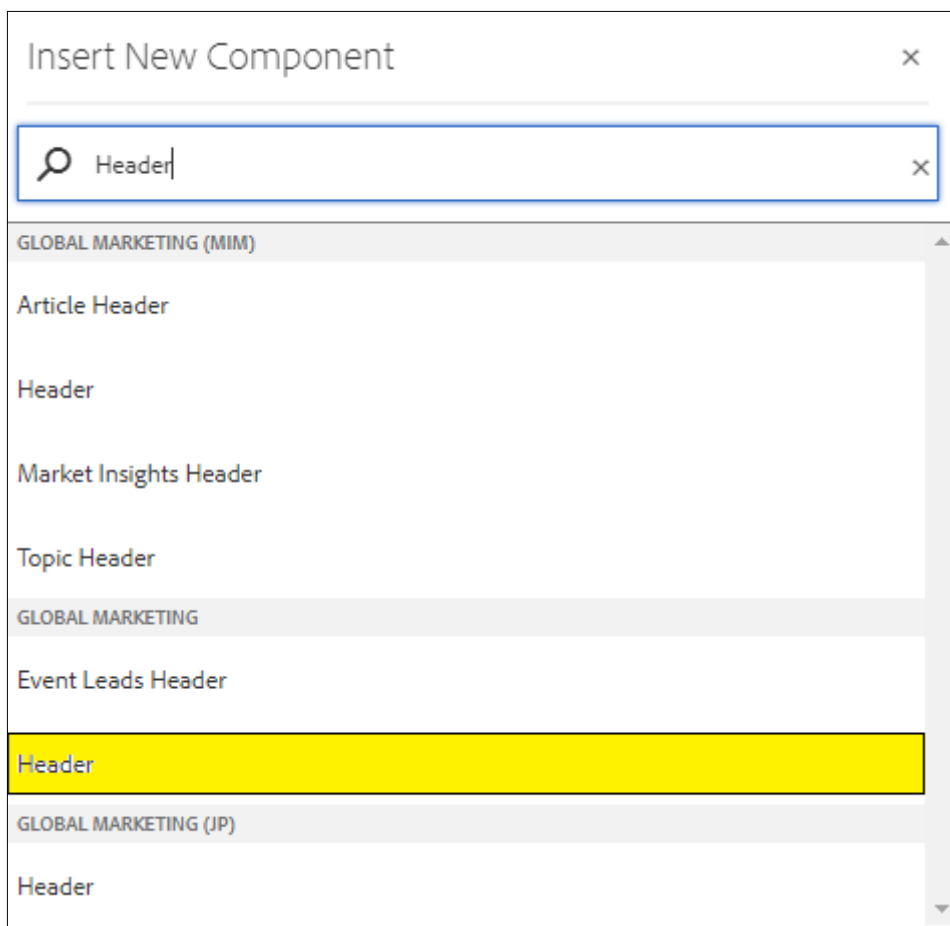 Insert New Component
Header
GLOBAL MARKETING (MIM)
Article Header
Header
Market Insights Header
Topic Header
GLOBAL MARKETING
Event Leads Header
Header
GLOBAL MARKETING (JP)
Header